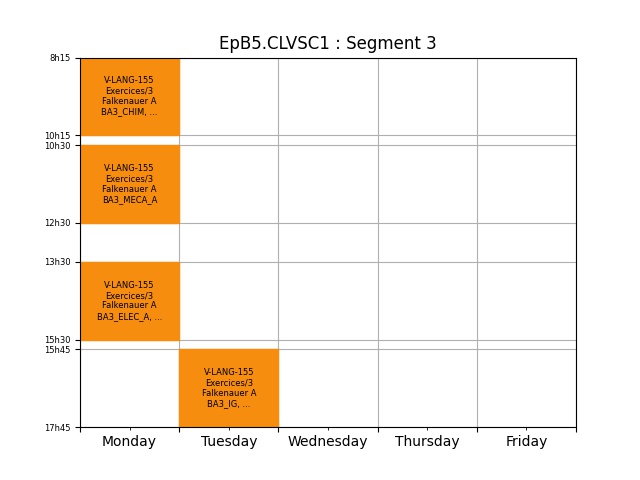 EpB5.CLVSC1 : Segment 3
8h15
V-LANG-155
Exercices/3
Falkenauer A
BA3_CHIM, ...
10h15
10h30
V-LANG-155
Exercices/3
Falkenauer A
BA3_MECA_A
12h30
13h30
V-LANG-155
Exercices/3
Falkenauer A
BA3_ELEC_A, ...
15h30
15h45
V-LANG-155
Exercices/3
Falkenauer A
BA3_IG, ...
17h45
Monday Tuesday Wednesday Thursday Friday